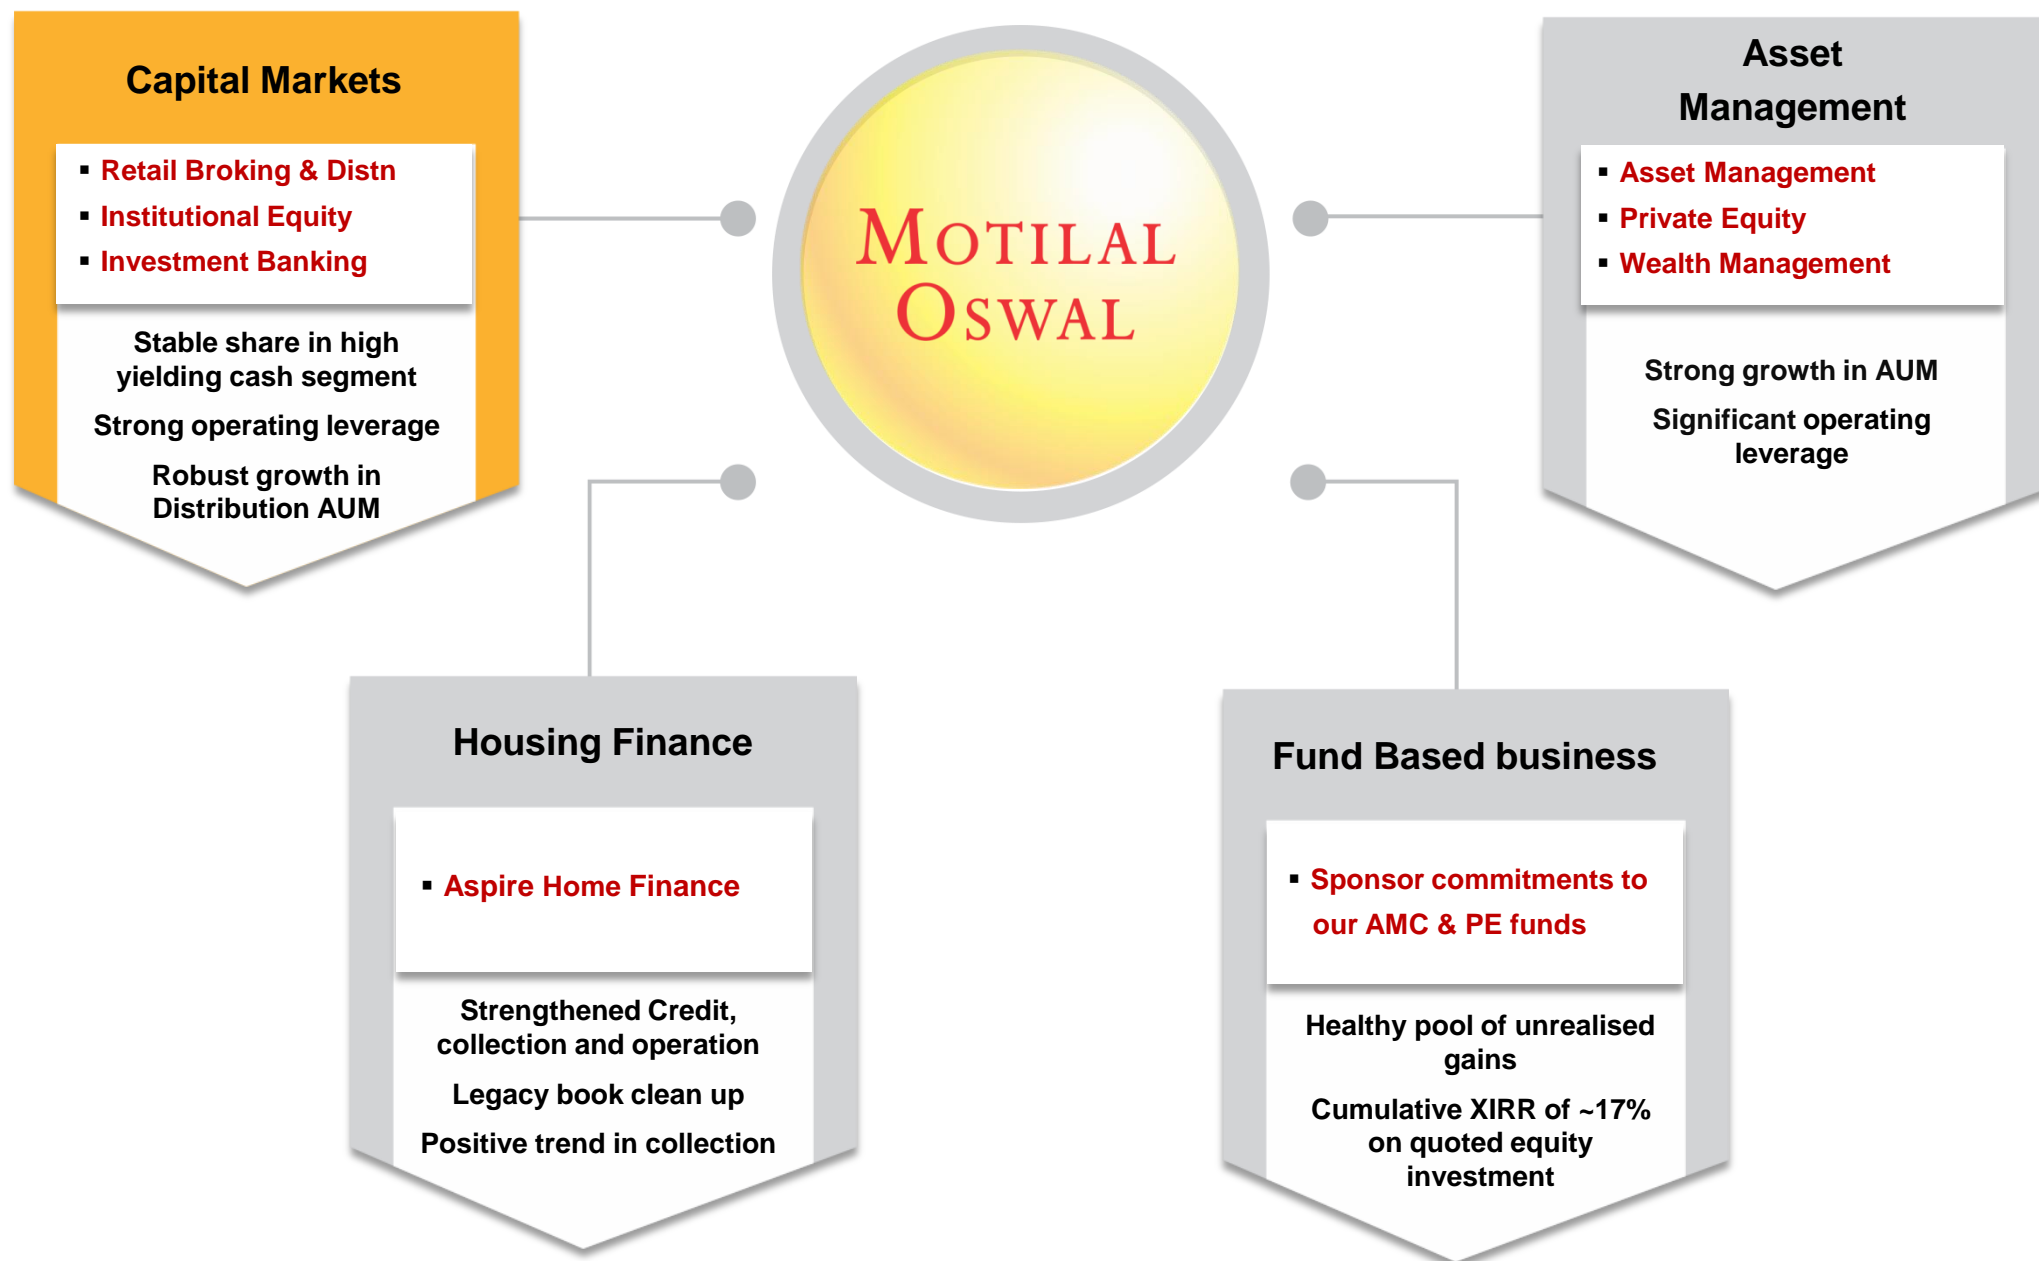 Capital Markets
▪ Retail Broking & Distn
▪ Institutional Equity
▪ Investment Banking
Stable share in high
yielding cash segment
Strong operating leverage
Robust growth in
Distribution AUM
MOTILAL
OSWAL
Asset
Management
▪ Asset Management
▪ Private Equity
▪ Wealth Management
Strong growth in AUM
Significant operating
leverage
Housing Finance
▪ Aspire Home Finance
Strengthened Credit,
collection and operation
Legacy book clean up
Positive trend in collection
Fund Based business
▪ Sponsor commitments to
our AMC & PE funds
Healthy pool of unrealised
gains
Cumulative XIRR of ~17%
on quoted equity
investment